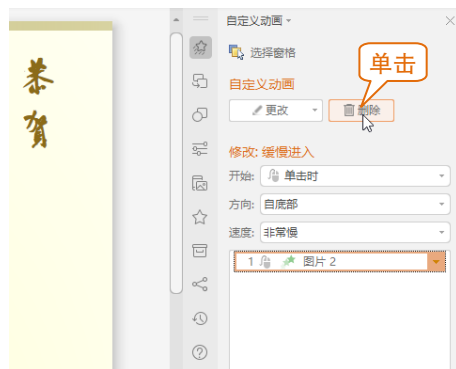 恭
贺
自定义动画
选择窗格
单击
自定义动画
更改
删除
修改: 缓慢进入
开始: 单击时
方向: 自底部
速度: 非常慢
1 图片 2